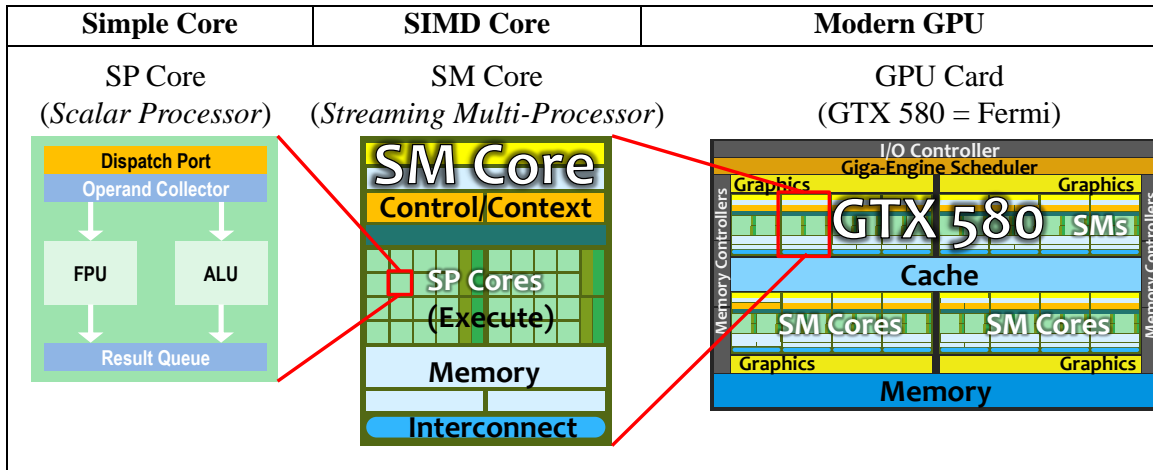 Simple Core
SIMD Core
Modern GPU
SP Core
(Scalar Processor)
SM Core
(Streaming Multi-Processor)
GPU Card
(GTX 580 = Fermi)
Dispatch Port
Operand Collector
FPU
ALU
Result Queue
SM Core
Control/Context
SP Cores
(Execute)
Memory
Interconnect
I/O Controller
Giga-Engine Scheduler
Graphics
Graphics
GTX 580
SMs
Memory Controllers
Memory Controllers
Cache
SM Cores
SM Cores
Graphics
Graphics
Memory